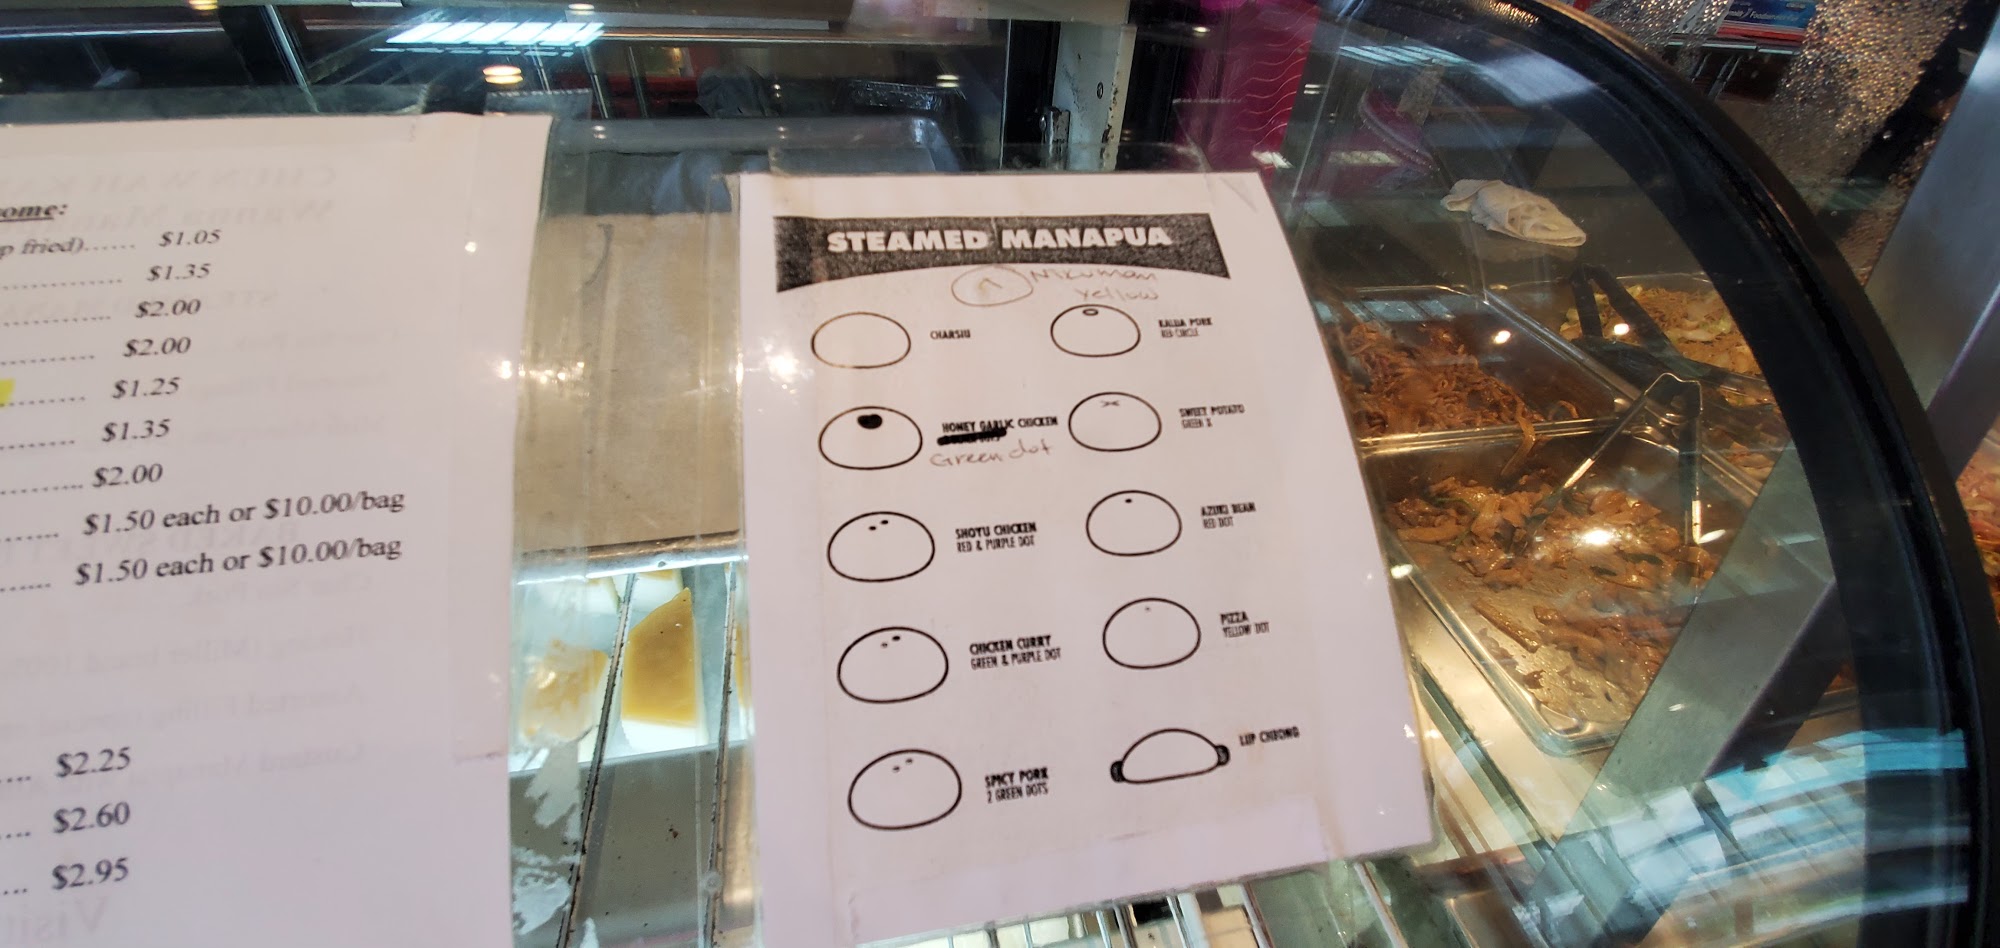 ome:
p fried)...... $1.05
$1.35
$2.00
$2.00
$1.25
$1.35
$2.00
$1.50 each or $10.00/bag
$1.50 each or $10.00/bag
$2.25
$2.60
$2.95
STEAMED MANAPUA
Nikuman
Yellow
CHARSIU
KALUA PORK
RED CIRCLE
HONEY GARLIC CHICKEN
Green dot
SWEET POTATO
GREEN X
SHOYU CHICKEN
RED & PURPLE DOT
AZUKI BEAN
RED DOT
CHICKEN CURRY
GREEN & PURPLE DOT
PIZZA
YELLOW DOT
SPICY PORK
2 GREEN DOTS
LUP CHEONG